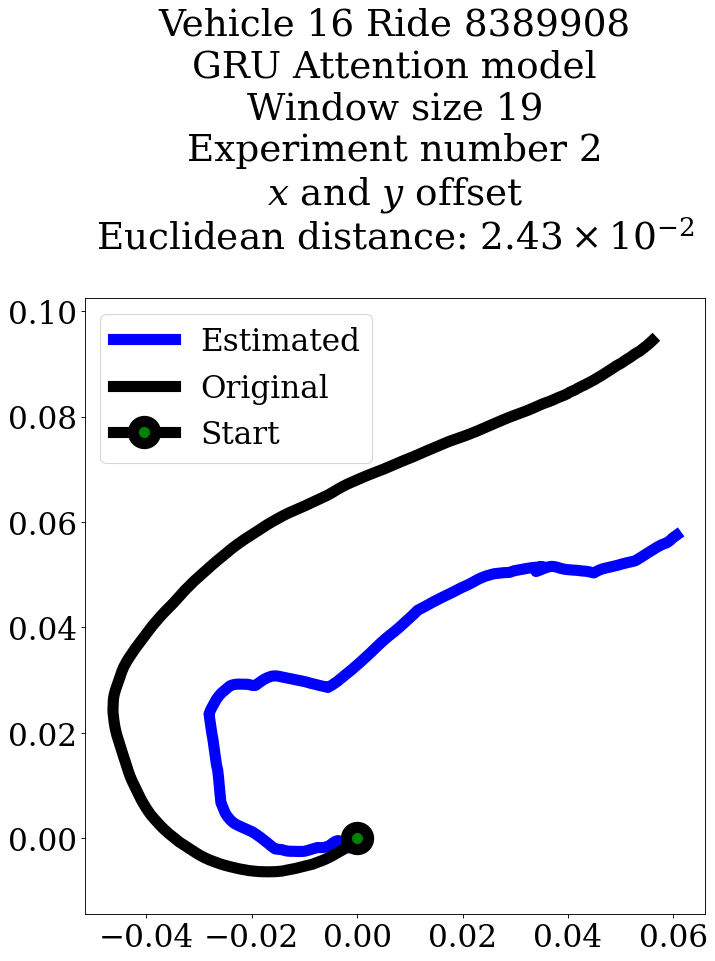 Vehicle 16 Ride 8389908
GRU Attention model
Window size 19
Experiment number 2
x and y offset
Euclidean distance: 2.43 × 10⁻²
Estimated
Original
Start
0.10
0.08
0.06
0.04
0.02
0.00
−0.04 −0.02 0.00 0.02 0.04 0.06